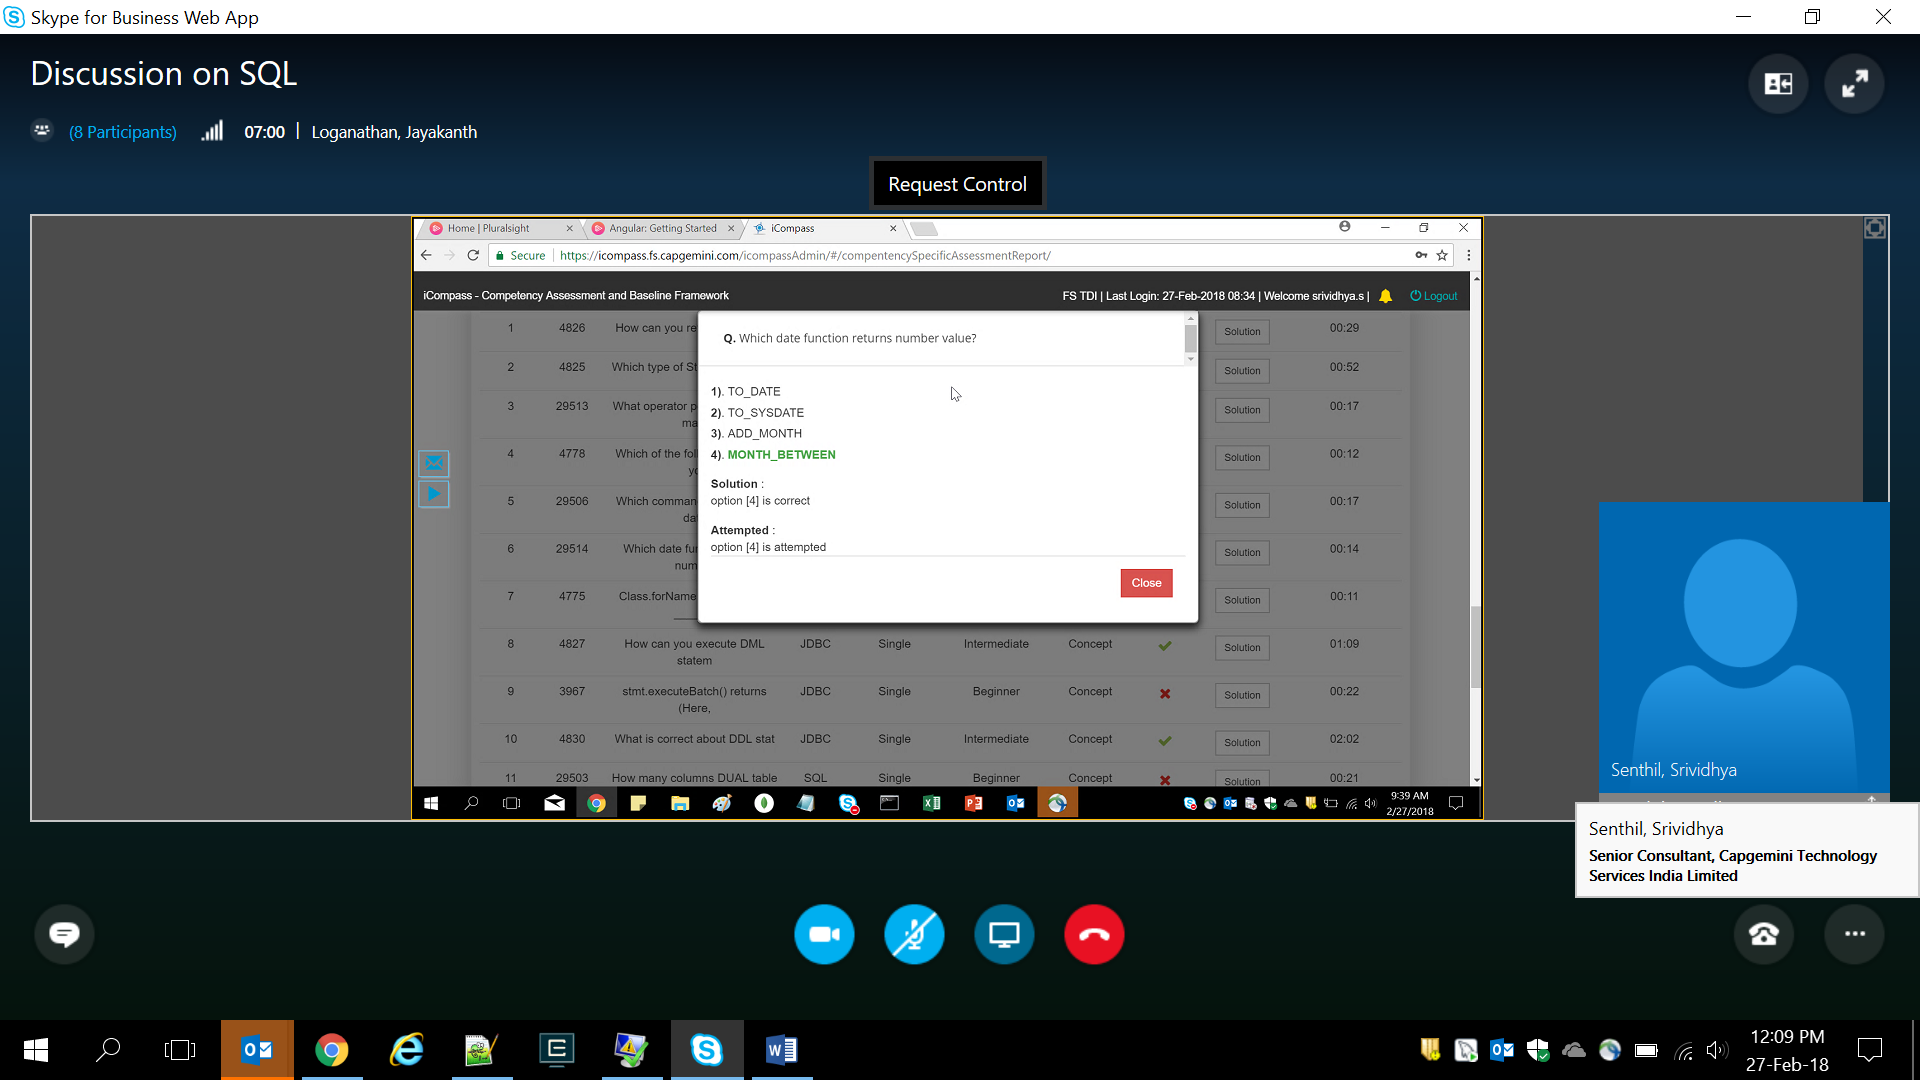 Skype for Business Web App
Discussion on SQL
(8 Participants) 07:00 | Loganathan, Jayakanth
Request Control
Home | Pluralsight
Angular: Getting Started
iCompass
Secure https://icompass.fs.capgemini.com/icompassAdmin/#/compentencySpecificAssessmentReport/
iCompass - Competency Assessment and Baseline Framework
FS TDI | Last Login: 27-Feb-2018 08:34 | Welcome srividhya.s | Logout
1 4826 How can you re Solution 00:29
2 4825 Which type of St Solution 00:52
3 29513 What operator p Solution 00:17
ma
4 4778 Which of the fol Solution 00:12
yo
5 29506 Which comman Solution 00:17
dat
6 29514 Which date fun Solution 00:14
num
7 4775 Class.forName Solution 00:11
Q. Which date function returns number value?
1). TO_DATE
2). TO_SYSDATE
3). ADD_MONTH
4). MONTH_BETWEEN
Solution :
option [4] is correct
Attempted :
option [4] is attempted
Close
8 4827 How can you execute DML JDBC Single Intermediate Concept Solution 01:09
statem
9 3967 stmt.executeBatch() returns JDBC Single Beginner Concept Solution 00:22
(Here,
10 4830 What is correct about DDL stat JDBC Single Intermediate Concept Solution 02:02
11 29503 How many columns DUAL table SQL Single Beginner Concept Solution 00:21
9:39 AM
2/27/2018
Senthil, Srividhya
Senthil, Srividhya
Senior Consultant, Capgemini Technology
Services India Limited
12:09 PM
27-Feb-18